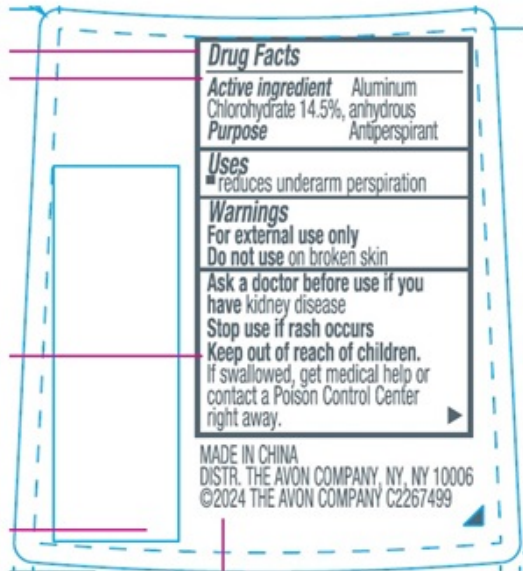 Drug Facts
Active ingredient Aluminum
Chlorohydrate 14.5%, anhydrous
Purpose Antiperspirant
Uses
▪ reduces underarm perspiration
Warnings
For external use only
Do not use on broken skin
Ask a doctor before use if you
have kidney disease
Stop use if rash occurs
Keep out of reach of children.
If swallowed, get medical help or
contact a Poison Control Center
right away.
MADE IN CHINA
DISTR. THE AVON COMPANY, NY, NY 10006
©2024 THE AVON COMPANY C2267499